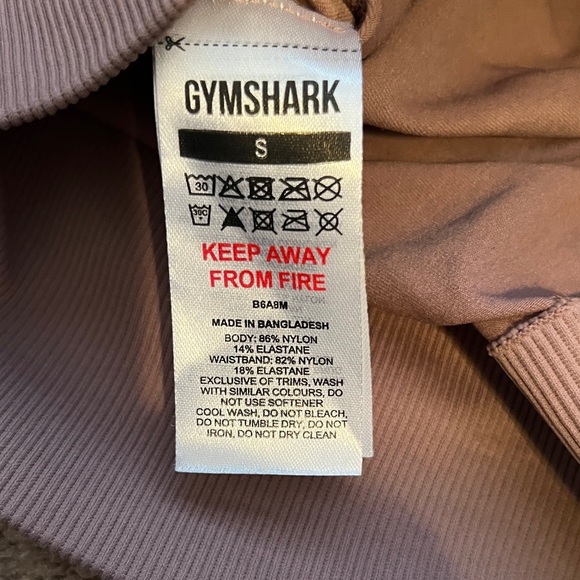 GYMSHARK
S
30
30C
KEEP AWAY
FROM FIRE
B6A9M
MADE IN BANGLADESH
BODY: 86% NYLON
14% ELASTANE
WAISTBAND: 82% NYLON
18% ELASTANE
EXCLUSIVE OF TRIMS, WASH
WITH SIMILAR COLOURS, DO
NOT USE SOFTENER
COOL WASH, DO NOT BLEACH,
DO NOT TUMBLE DRY, DO NOT
IRON, DO NOT DRY CLEAN